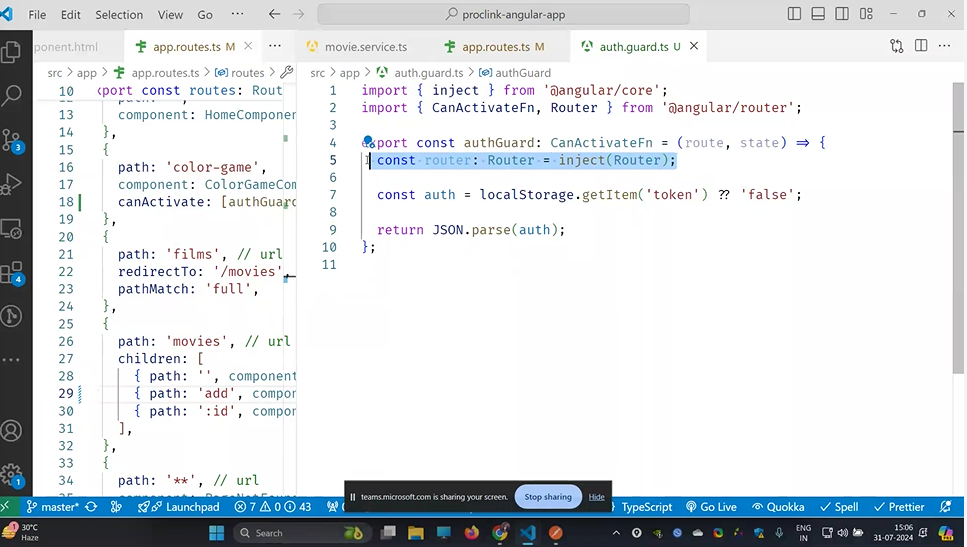 File Edit Selection View Go ··· proclink-angular-app
ponent.html app.routes.ts M ··· movie.service.ts app.routes.ts M auth.guard.ts U ···
src > app > app.routes.ts > routes src > app > auth.guard.ts > authGuard
10 xport const routes: Rout
13 component: HomeComponen
14 },
15 {
16 path: 'color-game',
17 component: ColorGameCom
18 canActivate: [authGuard
19 },
20 {
21 path: 'films', // url
22 redirectTo: '/movies',
23 pathMatch: 'full',
24 },
25 {
26 path: 'movies', // url
27 children: [
28 { path: '', component
29 { path: 'add', compon
30 { path: ':id', compon
31 ],
32 },
33 {
34 path: '**', // url
1 import { inject } from '@angular/core';
2 import { CanActivateFn, Router } from '@angular/router';
3
4 export const authGuard: CanActivateFn = (route, state) => {
5 const router: Router = inject(Router);
6
7 const auth = localStorage.getItem('token') ?? 'false';
8
9 return JSON.parse(auth);
10 };
11
3
4
1
teams.microsoft.com is sharing your screen. Stop sharing Hide
master* Launchpad 7 0 43 TypeScript Go Live Quokka Spell Prettier
30°C
Haze
Search
ENG
IN
15:06
31-07-2024